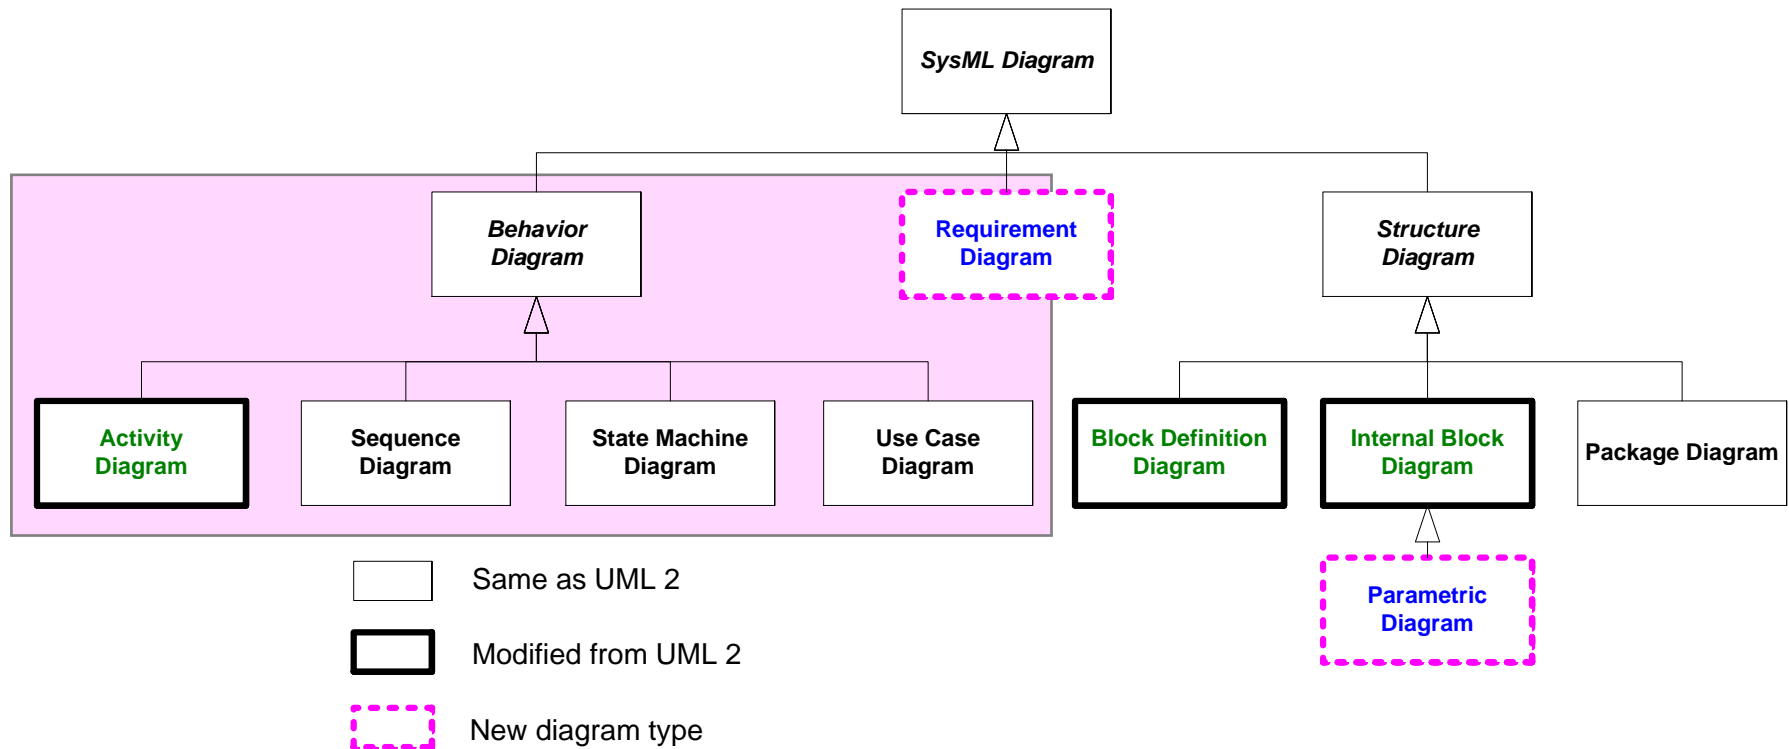 SysML Diagram
Behavior
Diagram
Requirement
Diagram
Structure
Diagram
Activity
Diagram
Sequence
Diagram
State Machine
Diagram
Use Case
Diagram
Block Definition
Diagram
Internal Block
Diagram
Package Diagram
Parametric
Diagram
Same as UML 2
Modified from UML 2
New diagram type